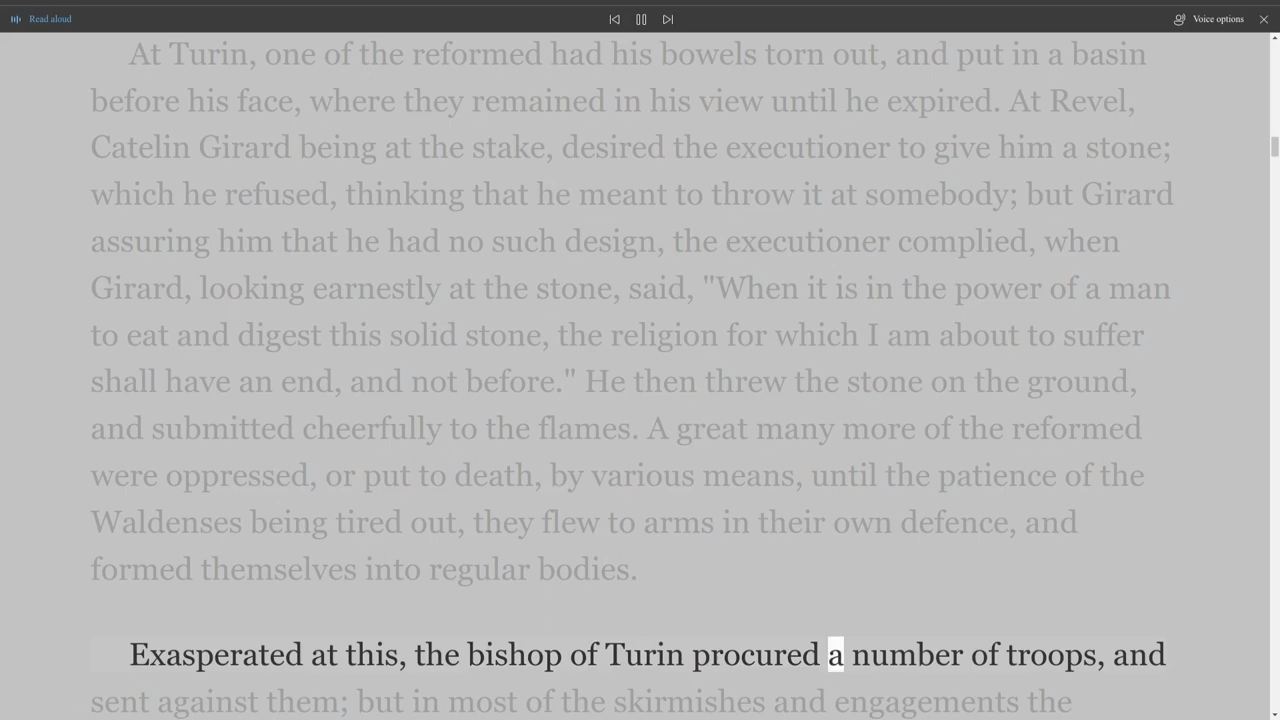 Read aloud
Voice options
At Turin, one of the reformed had his bowels torn out, and put in a basin
before his face, where they remained in his view until he expired. At Revel,
Catelin Girard being at the stake, desired the executioner to give him a stone;
which he refused, thinking that he meant to throw it at somebody; but Girard
assuring him that he had no such design, the executioner complied, when
Girard, looking earnestly at the stone, said, "When it is in the power of a man
to eat and digest this solid stone, the religion for which I am about to suffer
shall have an end, and not before." He then threw the stone on the ground,
and submitted cheerfully to the flames. A great many more of the reformed
were oppressed, or put to death, by various means, until the patience of the
Waldenses being tired out, they flew to arms in their own defence, and
formed themselves into regular bodies.
Exasperated at this, the bishop of Turin procured a number of troops, and
sent against them; but in most of the skirmishes and engagements the